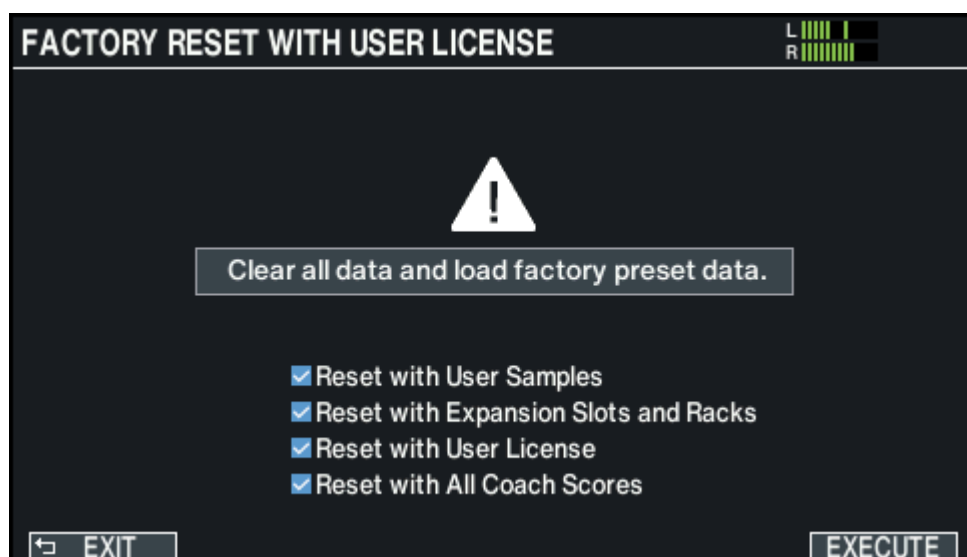 FACTORY RESET WITH USER LICENSE
L
R
!
Clear all data and load factory preset data.
Reset with User Samples
Reset with Expansion Slots and Racks
Reset with User License
Reset with All Coach Scores
EXIT
EXECUTE